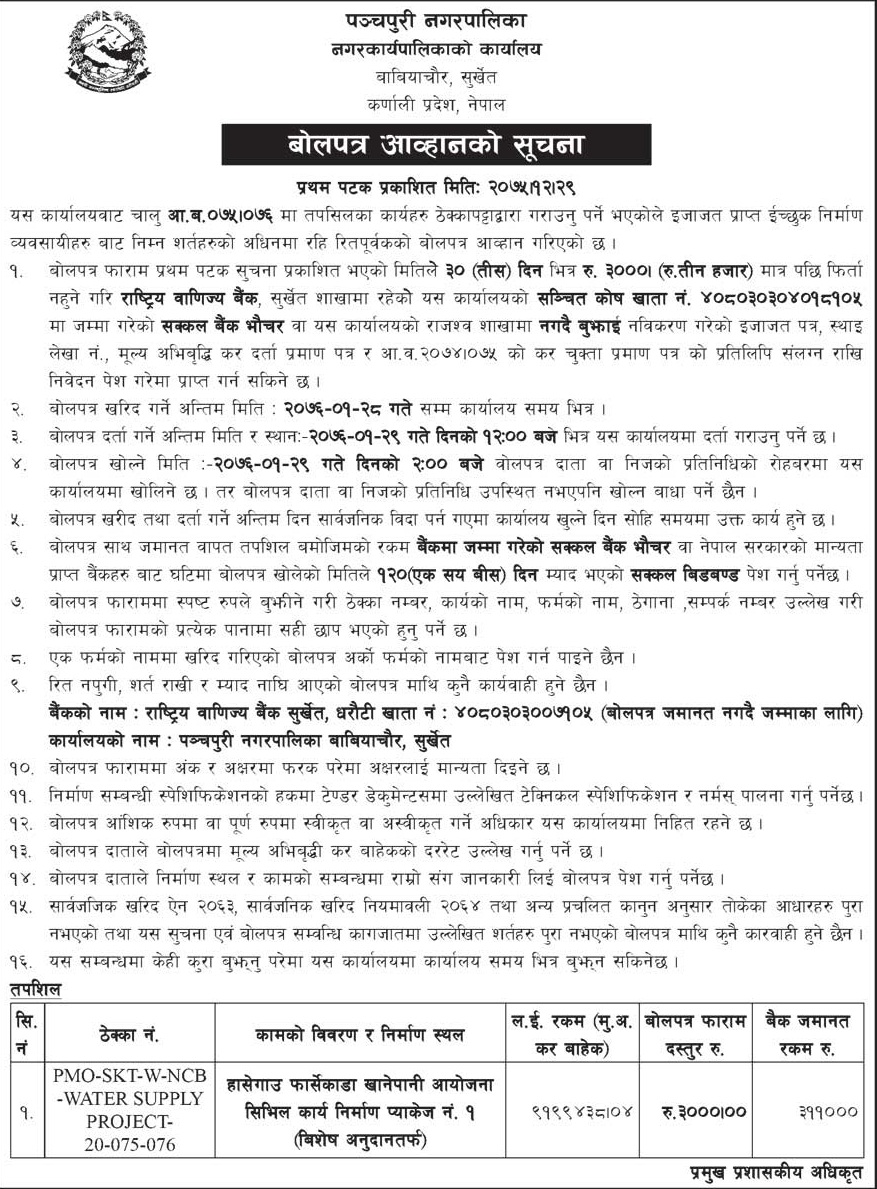 पञ्चपुरी नगरपालिका
नगरकार्यपालिकाको कार्यालय
बाबियाचौर, सुर्खेत
कर्णाली प्रदेश, नेपाल
बोलपत्र आव्हानको सूचना
प्रथम पटक प्रकाशित मितिः २०७५।१२।२९
यस कार्यालयवाट चालु आ.ब.०७५।०७६ मा तपसिलका कार्यहरु ठेक्कापट्टाद्वारा गराउनु पर्ने भएकोले इजाजत प्राप्त ईच्छुक निर्माण
व्यवसायीहरु बाट निम्न शर्तहरुको अधिनमा रहि रितपूर्वकको बोलपत्र आव्हान गरिएको छ ।
१. बोलपत्र फाराम प्रथम पटक सुचना प्रकाशित भएको मितिले ३० (तीस) दिन भित्र रु. ३०००। (रु.तीन हजार) मात्र पछि फिर्ता
नहुने गरि राष्ट्रिय वाणिज्य बैंक, सुर्खेत शाखामा रहेको यस कार्यालयको सञ्चित कोष खाता नं. ४०८०३०३०४०१८१०५
मा जम्मा गरेको सक्कल बैंक भौचर वा यस कार्यालयको राजश्व शाखामा नगदै बुझाई नविकरण गरेको इजाजत पत्र, स्थाइ
लेखा नं., मूल्य अभिबृद्धि कर दर्ता प्रमाण पत्र र आ.व.२०७४।०७५ को कर चुक्ता प्रमाण पत्र को प्रतिलिपि संलग्न राखि
निवेदन पेश गरेमा प्राप्त गर्न सकिने छ ।
२. बोलपत्र खरिद गर्ने अन्तिम मिति : २०७६-०१-२८ गते सम्म कार्यालय समय भित्र ।
३. बोलपत्र दर्ता गर्ने अन्तिम मिति र स्थानः-२०७६-०१-२९ गते दिनको १२:०० बजे भित्र यस कार्यालयमा दर्ता गराउनु पर्ने छ ।
४. बोलपत्र खोल्ने मिति :-२०७६-०१-२९ गते दिनको २:०० बजे वोलपत्र दाता वा निजको प्रतिनिधिको रोहबरमा यस
कार्यालयमा खोलिने छ । तर बोलपत्र दाता वा निजको प्रतिनिधि उपस्थित नभएपनि खोल्न बाधा पर्ने छैन ।
५. बोलपत्र खरीद तथा दर्ता गर्ने अन्तिम दिन सार्वजनिक विदा पर्न गएमा कार्यालय खुल्ने दिन सोहि समयमा उक्त कार्य हुने छ ।
६. बोलपत्र साथ जमानत वापत तपशिल बमोजिमको रकम बैंकमा जम्मा गरेको सक्कल बैंक भौचर वा नेपाल सरकारको मान्यता
प्राप्त बैंकहरु बाट घटिमा बोलपत्र खोलेको मितिले १२०(एक सय बीस) दिन म्याद भएको सक्कल बिडबण्ड पेश गर्नु पर्नेछ ।
७. बोलपत्र फाराममा स्पष्ट रुपले बुझीने गरी ठेक्का नम्बर, कार्यको नाम, फर्मको नाम, ठेगाना ,सम्पर्क नम्बर उल्लेख गरी
बोलपत्र फारामको प्रत्येक पानामा सही छाप भएको हुनु पर्ने छ ।
८. एक फर्मको नाममा खरिद गरिएको बोलपत्र अर्को फर्मको नामबाट पेश गर्न पाइने छैन ।
९. रित नपुगी, शर्त राखी र म्याद नाघि आएको बोलपत्र माथि कुनै कार्यवाही हुने छैन ।
बैंकको नाम : राष्ट्रिय वाणिज्य बैंक सुर्खेत, धरौटी खाता नं : ४०८०३०३००७१०५ (बोलपत्र जमानत नगदै जम्माका लागि)
कार्यालयको नाम : पञ्चपुरी नगरपालिका बाबियाचौर, सुर्खेत
१०. बोलपत्र फाराममा अंक र अक्षरमा फरक परेमा अक्षरलाई मान्यता दिइने छ ।
११. निर्माण सम्बन्धी स्पेशिफिकेशनको हकमा टेण्डर डेकुमेन्टसमा उल्लेखित टेक्निकल स्पेशिफिकेशन र नर्मस् पालना गर्नु पर्नेछ ।
१२. बोलपत्र आंशिक रुपमा वा पूर्ण रुपमा स्वीकृत वा अस्वीकृत गर्ने अधिकार यस कार्यालयमा निहित रहने छ ।
१३. बोलपत्र दाताले बोलपत्रमा मूल्य अभिबृद्धी कर बाहेकको दररेट उल्लेख गर्नु पर्ने छ ।
१४. बोलपत्र दाताले निर्माण स्थल र कामको सम्बन्धमा राम्रो संग जानकारी लिई बोलपत्र पेश गर्नु पर्नेछ ।
१५. सार्वजजिक खरिद ऐन २०६३, सार्वजनिक खरिद नियमावली २०६४ तथा अन्य प्रचलित कानुन अनुसार तोकेका आधारहरु पुरा
नभएको तथा यस सुचना एवं बोलपत्र सम्वन्धि कागजातमा उल्लेखित शर्तहरु पुरा नभएको बोलपत्र माथि कुनै कारवाही हुने छैन ।
१६. यस सम्बन्धमा केही कुरा बुझ्नु परेमा यस कार्यालयमा कार्यालय समय भित्र बुझ्न सकिनेछ ।
तपशिल
सि. नं ठेक्का नं. कामको विवरण र निर्माण स्थल ल.ई. रकम (मु.अ. कर बाहेक) बोलपत्र फाराम दस्तुर रु. बैक जमानत रकम रु.
१. PMO-SKT-W-NCB -WATER SUPPLY PROJECT- 20-075-076 हासेगाउ फार्सेकाडा खानेपानी आयोजना सिभिल कार्य निर्माण प्याकेज नं. १ (बिशेष अनुदानतर्फ) ९१९९४३८।०४ रु.३०००।०० ३११०००
प्रमुख प्रशासकीय अधिकृत